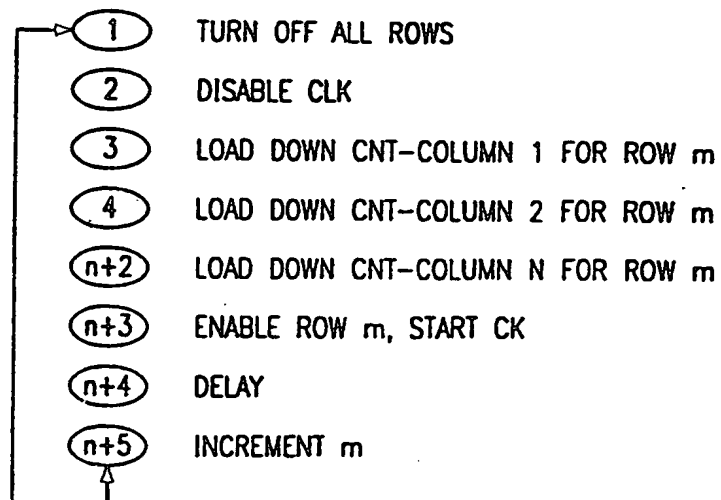 1 TURN OFF ALL ROWS
2 DISABLE CLK
3 LOAD DOWN CNT-COLUMN 1 FOR ROW m
4 LOAD DOWN CNT-COLUMN 2 FOR ROW m
n+2 LOAD DOWN CNT-COLUMN N FOR ROW m
n+3 ENABLE ROW m, START CK
n+4 DELAY
n+5 INCREMENT m